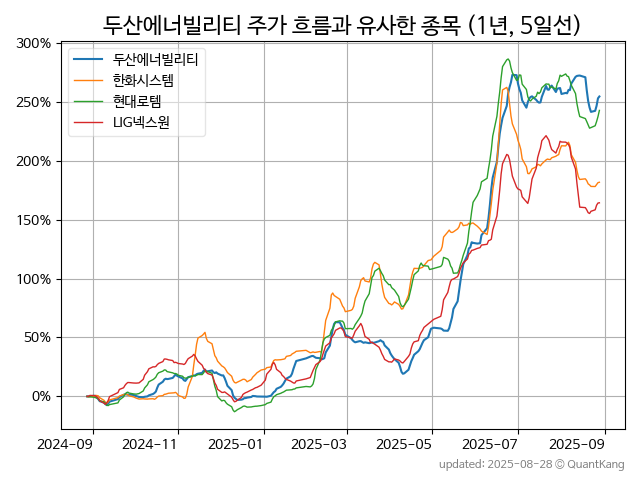 두산에너빌리티 주가 흐름과 유사한 종목 (1년, 5일선)
300%
250%
200%
150%
100%
50%
0%
두산에너빌리티
한화시스템
현대로템
LIG넥스원
2024-09
2024-11
2025-01
2025-03
2025-05
2025-07
2025-09
updated: 2025-08-28 © QuantKang